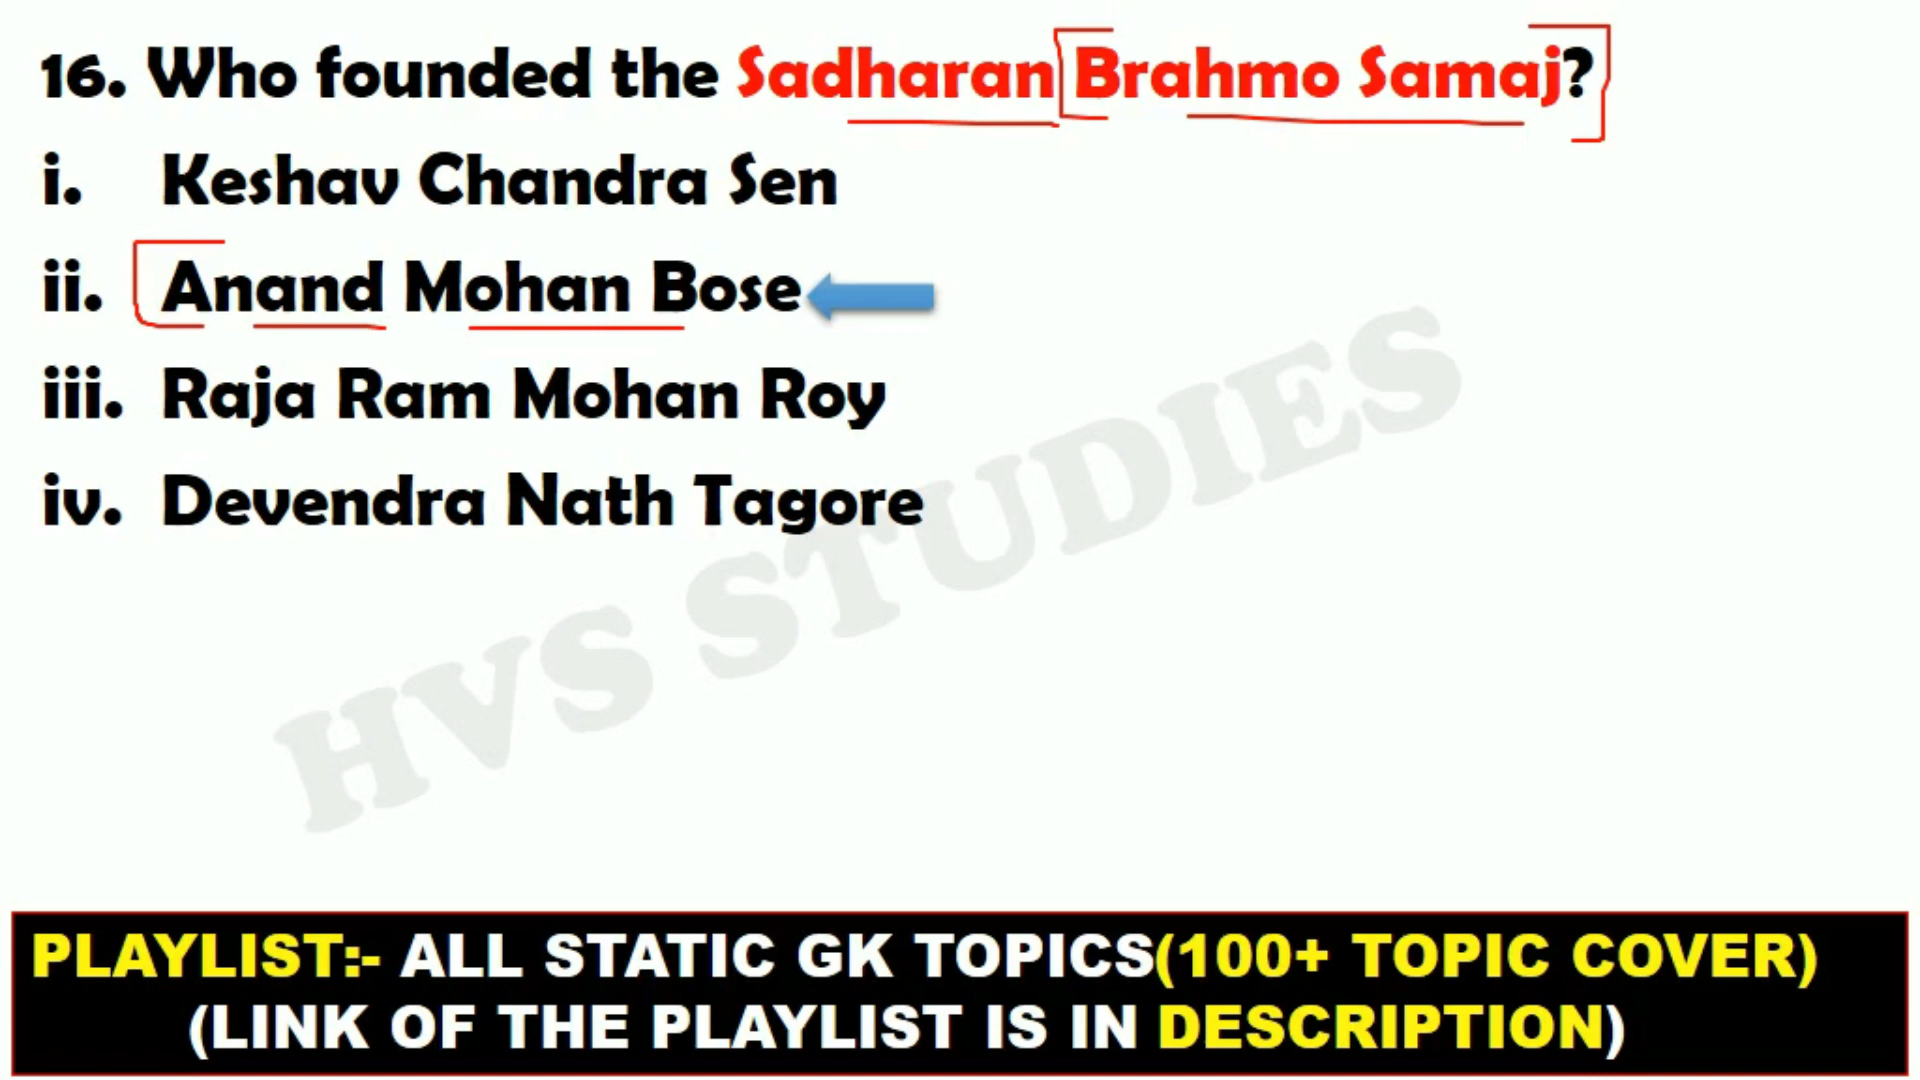 16. Who founded the Sadharan Brahmo Samaj?
i. Keshav Chandra Sen
ii. Anand Mohan Bose
iii. Raja Ram Mohan Roy
iv. Devendra Nath Tagore
HVS STUDIES
PLAYLIST:- ALL STATIC GK TOPICS(100+ TOPIC COVER)
(LINK OF THE PLAYLIST IS IN DESCRIPTION)